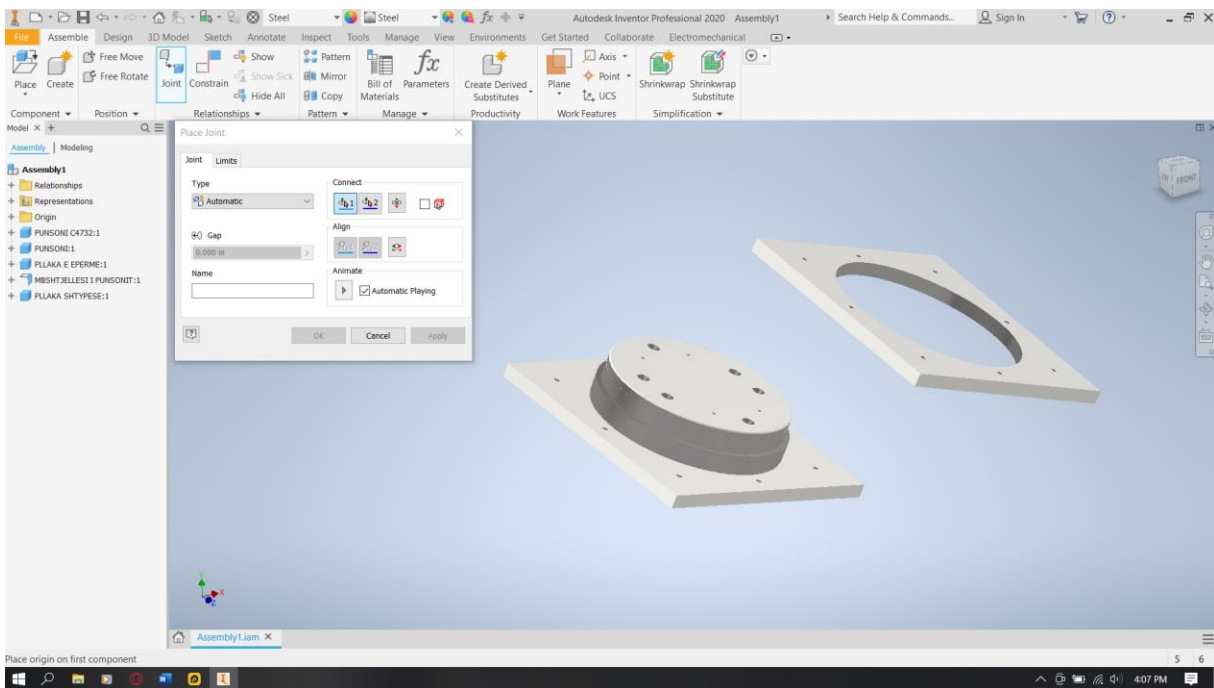 Steel
Steel
Autodesk Inventor Professional 2020 Assembly1
Search Help & Commands...
Sign In
File Assemble Design 3D Model Sketch Annotate Inspect Tools Manage View Environments Get Started Collaborate Electromechanical
Place
Create
Free Move
Free Rotate
Joint
Constrain
Show
Show Sick
Hide All
Pattern
Mirror
Copy
Bill of Materials
fx
Parameters
Create Derived Substitutes
Plane
Axis
Point
UCS
Shrinkwrap
Shrinkwrap Substitute
Component Position Relationships Pattern Manage Productivity Work Features Simplification
Model × +
Assembly | Modeling
Assembly1
Relationships
Representations
Origin
PUNSONI C4732:1
PUNSONI:1
PLLAKA E EPERME:1
MBSHTJELLESI I PUNSONIT:1
PLLAKA SHTYPESE:1
Place Joint
Joint Limits
Type
Automatic
Gap
0.000 in
Name
Connect
1 2
Align
Animate
Automatic Playing
OK Cancel Apply
FRONT
Y
X
Z
Assembly1.iam ×
Place origin on first component
5 6
4:07 PM